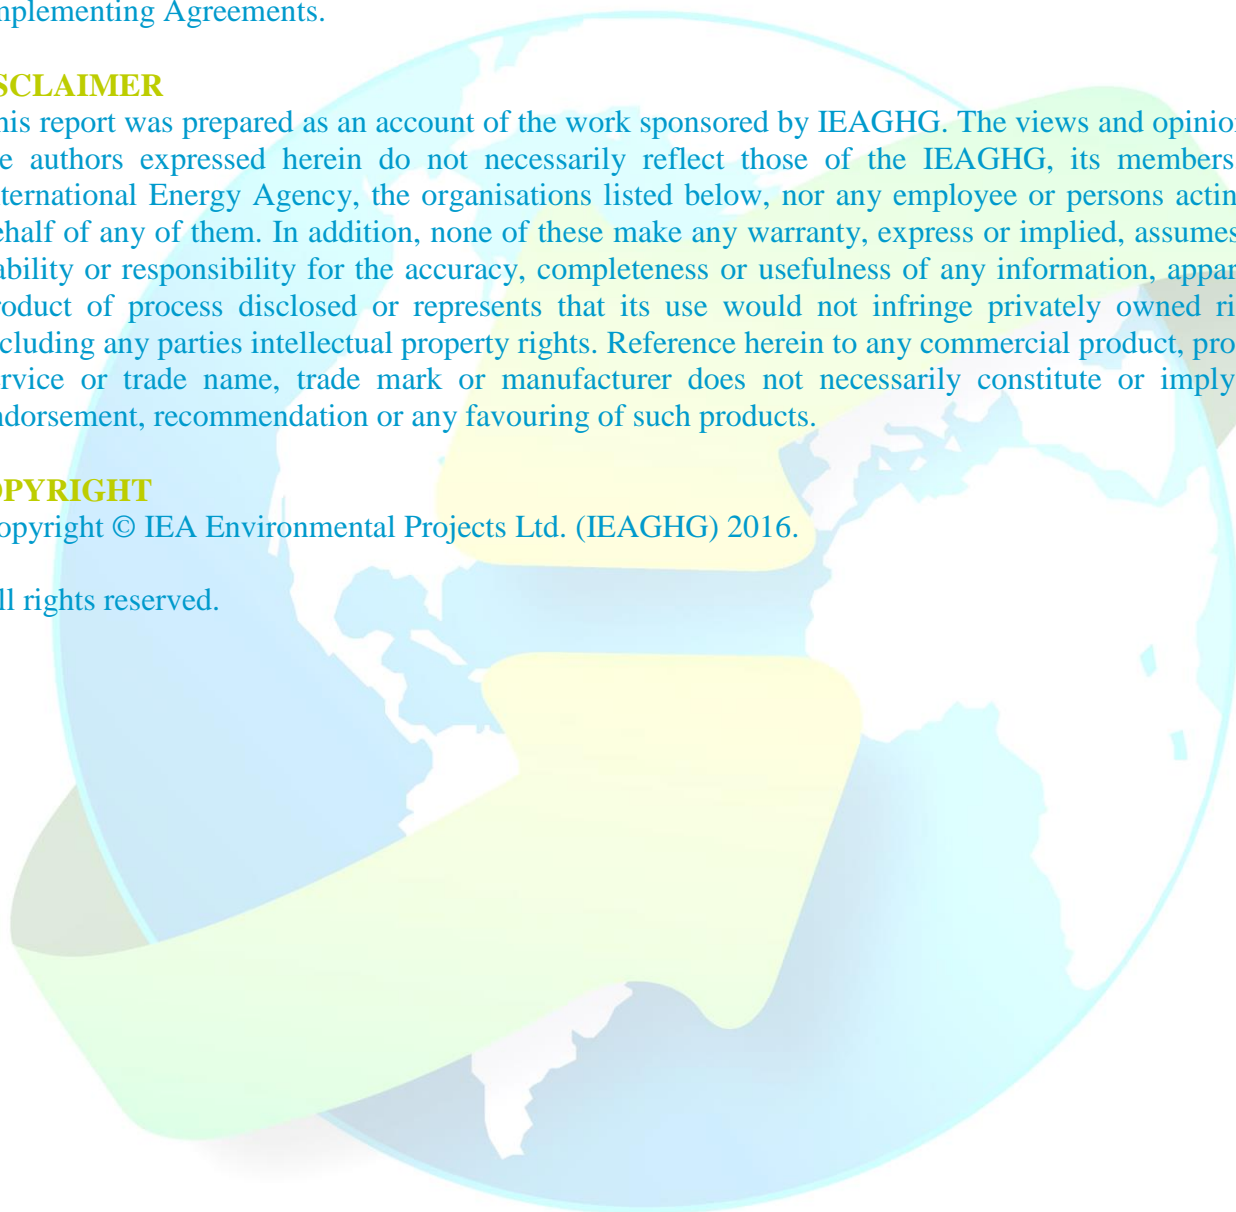 mplementing Agreements.
SCLAIMER
his report was prepared as an account of the work sponsored by IEAGHG. The views and opinion
e authors expressed herein do not necessarily reflect those of the IEAGHG, its members
ternational Energy Agency, the organisations listed below, nor any employee or persons actin
ehalf of any of them. In addition, none of these make any warranty, express or implied, assumes
ability or responsibility for the accuracy, completeness or usefulness of any information, appar
roduct of process disclosed or represents that its use would not infringe privately owned ri
cluding any parties intellectual property rights. Reference herein to any commercial product, pro
ervice or trade name, trade mark or manufacturer does not necessarily constitute or imply
ndorsement, recommendation or any favouring of such products.
OPYRIGHT
opyright © IEA Environmental Projects Ltd. (IEAGHG) 2016.
ll rights reserved.